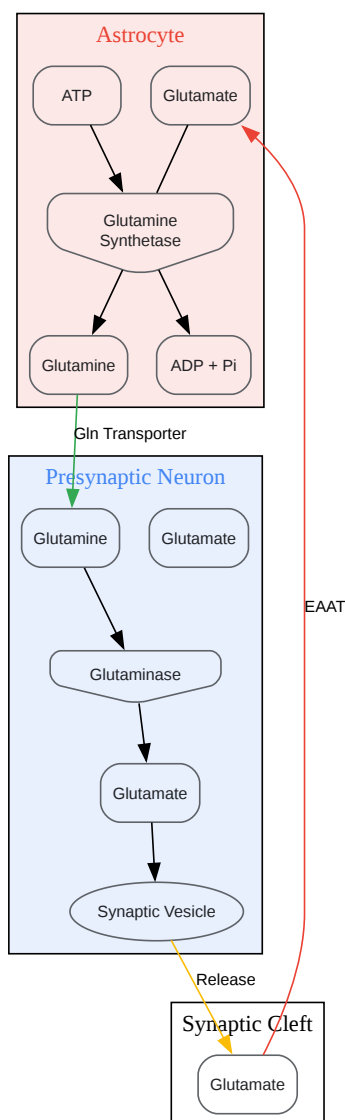 Astrocyte
ATP
Glutamate
Glutamine
Synthetase
Glutamine
ADP + Pi
Gln Transporter
Presynaptic Neuron
Glutamine
Glutamate
EAAT
Glutaminase
Glutamate
Synaptic Vesicle
Release
Synaptic Cleft
Glutamate